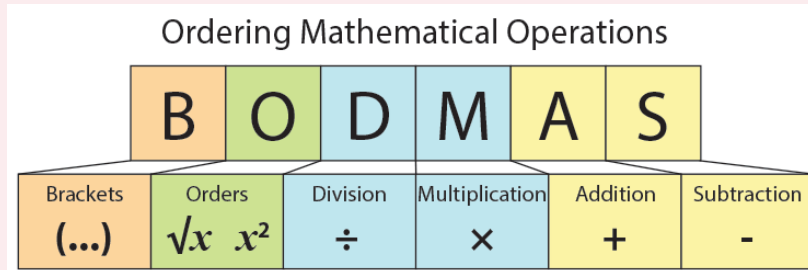 Ordering Mathematical Operations
B O D M A S
Brackets Orders Division Multiplication Addition Subtraction
(...) √x x² ÷ × + -